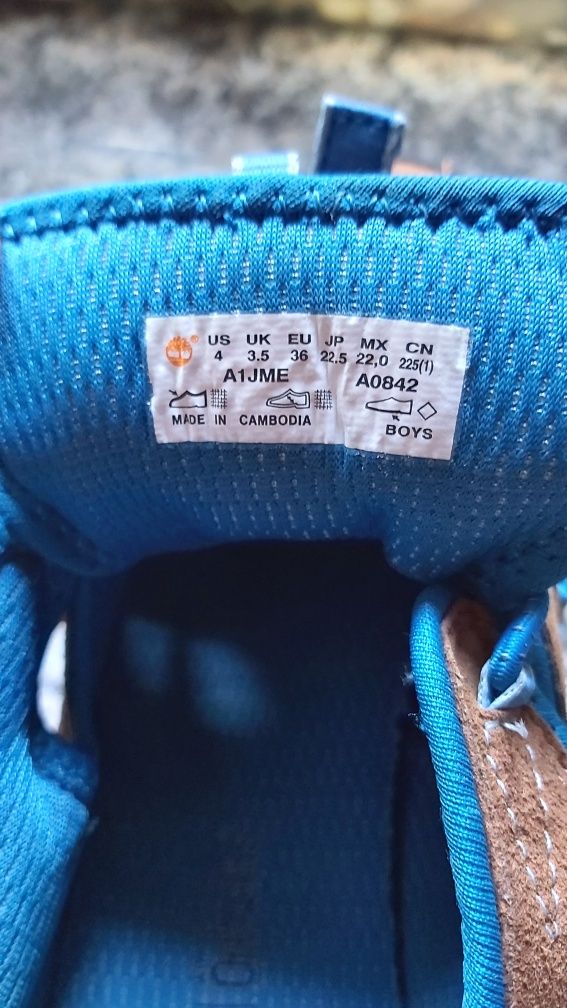 US UK EU JP MX CN
4 3.5 36 22.5 22,0 225(1)
A1JME A0842
MADE IN CAMBODIA BOYS